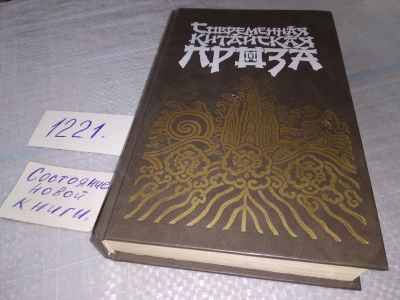 Современная
китайская
проза
1221.
Состояние
новой
книги.